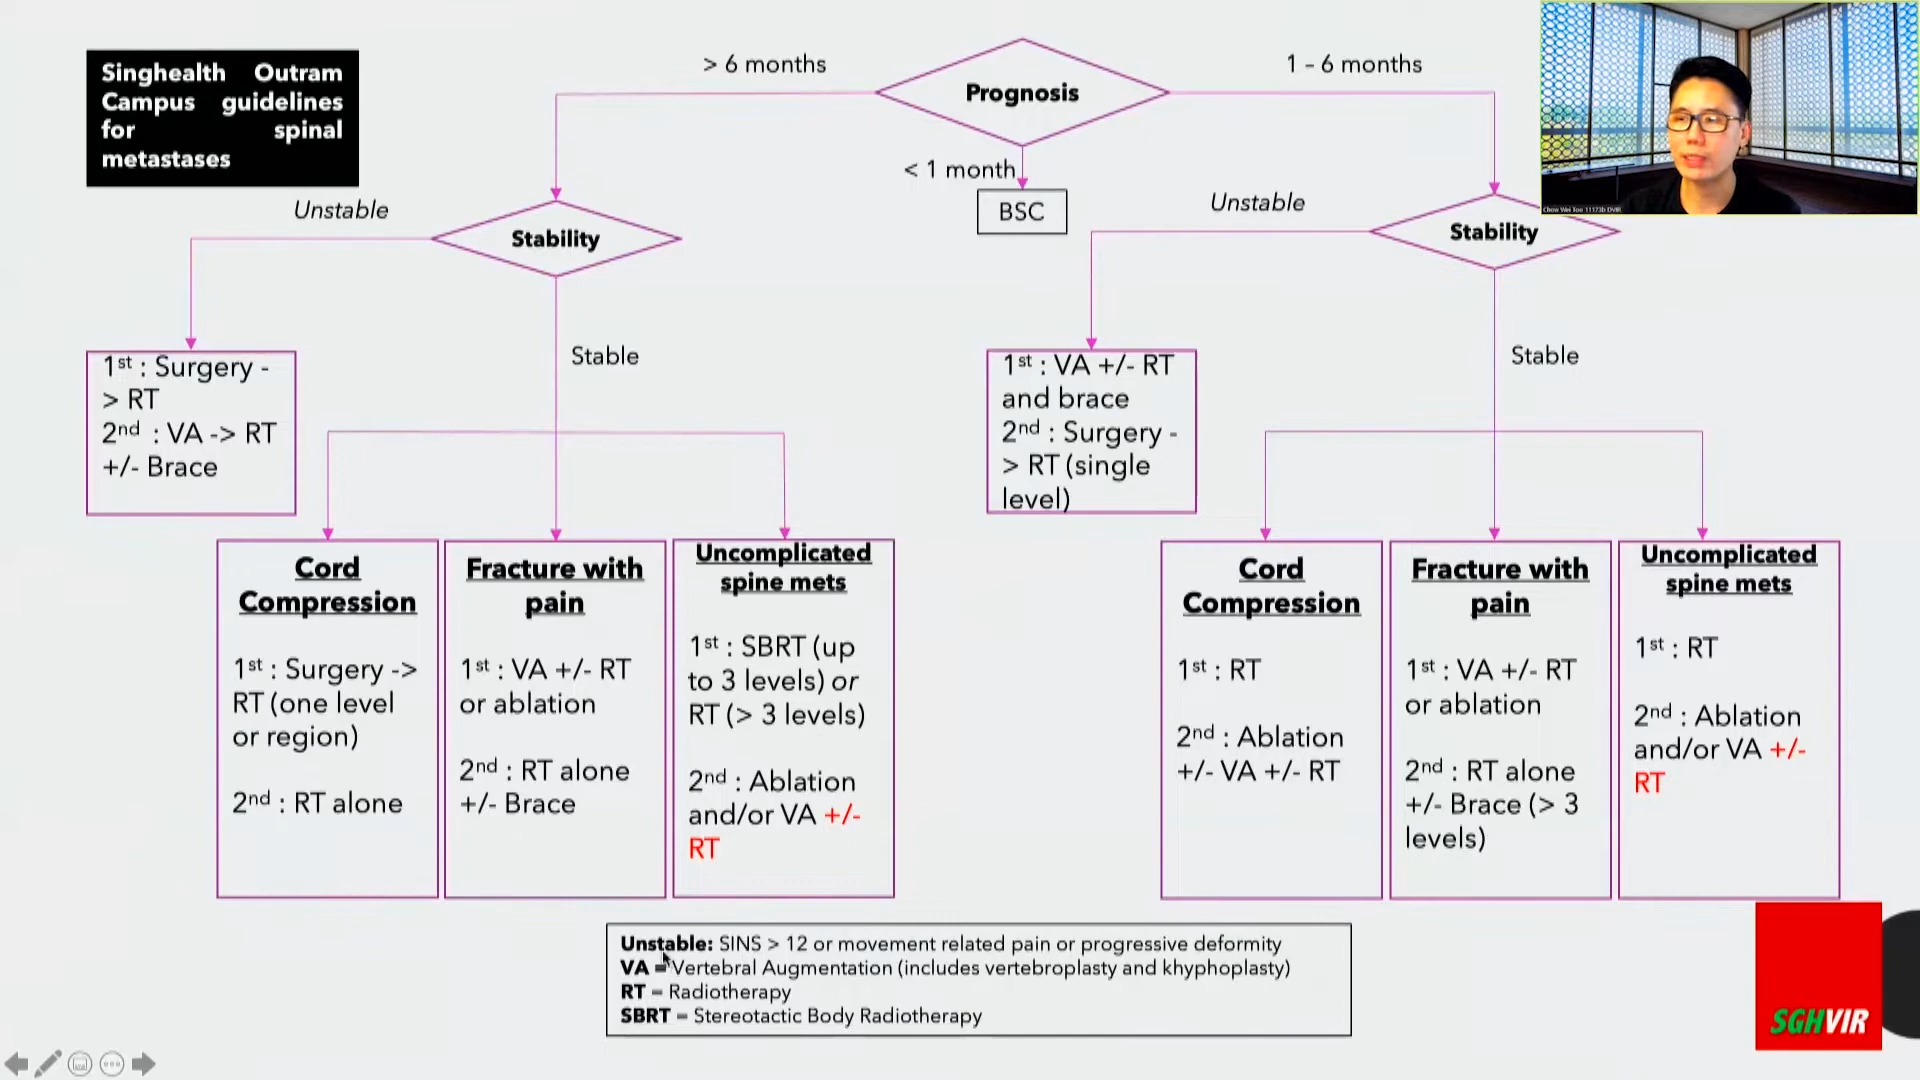 Singhealth Outram
Campus guidelines
for spinal
metastases
> 6 months
Prognosis
1 – 6 months
< 1 month
BSC
Unstable
Stability
Stable
1st : Surgery -
> RT
2nd : VA -> RT
+/- Brace
Cord
Compression
1st : Surgery ->
RT (one level
or region)
2nd : RT alone
Fracture with
pain
1st : VA +/- RT
or ablation
2nd : RT alone
+/- Brace
Uncomplicated
spine mets
1st : SBRT (up
to 3 levels) or
RT (> 3 levels)
2nd : Ablation
and/or VA +/-
RT
Unstable
Stability
Stable
1st : VA +/- RT
and brace
2nd : Surgery -
> RT (single
level)
Cord
Compression
1st : RT
2nd : Ablation
+/- VA +/- RT
Fracture with
pain
1st : VA +/- RT
or ablation
2nd : RT alone
+/- Brace (> 3
levels)
Uncomplicated
spine mets
1st : RT
2nd : Ablation
and/or VA +/-
RT
Unstable: SINS > 12 or movement related pain or progressive deformity
VA = Vertebral Augmentation (includes vertebroplasty and khyphoplasty)
RT – Radiotherapy
SBRT – Stereotactic Body Radiotherapy
SGHVIR
Chow Wei Too 11173b DVIR